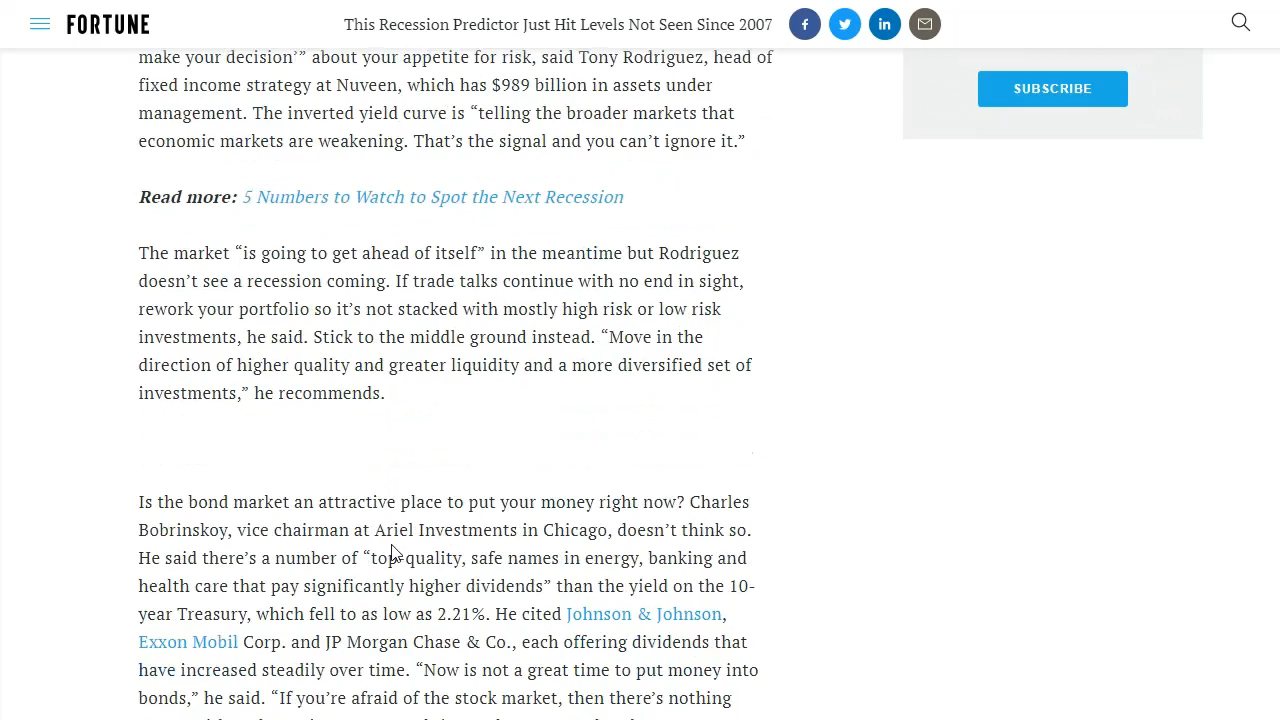 FORTUNE
This Recession Predictor Just Hit Levels Not Seen Since 2007
make your decision’” about your appetite for risk, said Tony Rodriguez, head of
fixed income strategy at Nuveen, which has $989 billion in assets under
management. The inverted yield curve is “telling the broader markets that
economic markets are weakening. That’s the signal and you can’t ignore it.”
SUBSCRIBE
Read more: 5 Numbers to Watch to Spot the Next Recession
The market “is going to get ahead of itself” in the meantime but Rodriguez
doesn’t see a recession coming. If trade talks continue with no end in sight,
rework your portfolio so it’s not stacked with mostly high risk or low risk
investments, he said. Stick to the middle ground instead. “Move in the
direction of higher quality and greater liquidity and a more diversified set of
investments,” he recommends.
Is the bond market an attractive place to put your money right now? Charles
Bobrinskoy, vice chairman at Ariel Investments in Chicago, doesn’t think so.
He said there’s a number of “top-quality, safe names in energy, banking and
health care that pay significantly higher dividends” than the yield on the 10-
year Treasury, which fell to as low as 2.21%. He cited Johnson & Johnson,
Exxon Mobil Corp. and JP Morgan Chase & Co., each offering dividends that
have increased steadily over time. “Now is not a great time to put money into
bonds,” he said. “If you’re afraid of the stock market, then there’s nothing